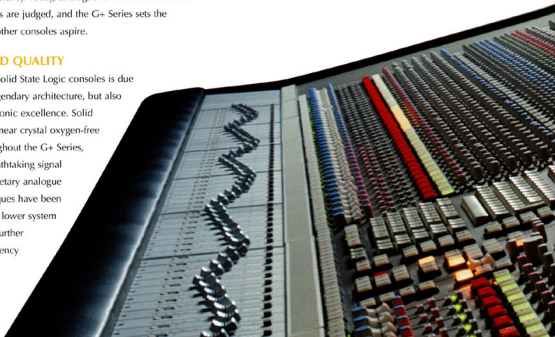 s are judged, and the G+ Series sets the
other consoles aspire.
D QUALITY
olid State Logic consoles is due
gendary architecture, but also
onic excellence. Solid
near crystal oxygen-free
ghout the G+ Series,
athtaking signal
etary analogue
ques have been
lower system
urther
ency